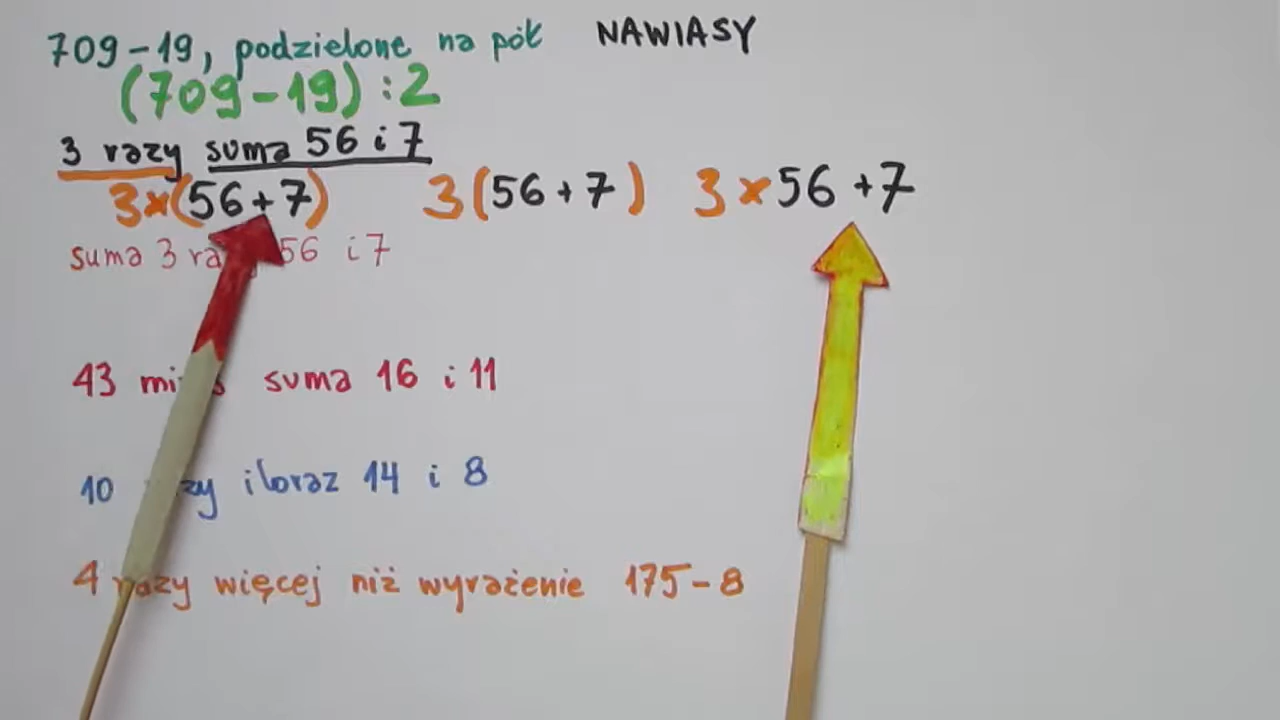 709-19, podzielone na pół NAWIASY
(709-19):2
3 razy suma 56 i 7
3×(56+7) 3(56+7) 3×56+7
suma 3 56 i 7
43 suma 16 i 11
10 iloraz 14 i 8
4 razy więcej niż wyrażenie 175-8